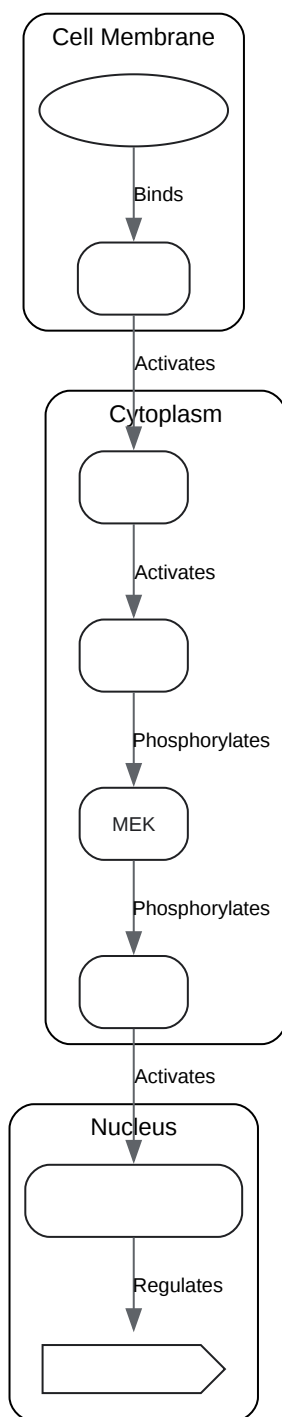 Cell Membrane
Binds
Activates
Cytoplasm
Activates
Phosphorylates
MEK
Phosphorylates
Activates
Nucleus
Regulates